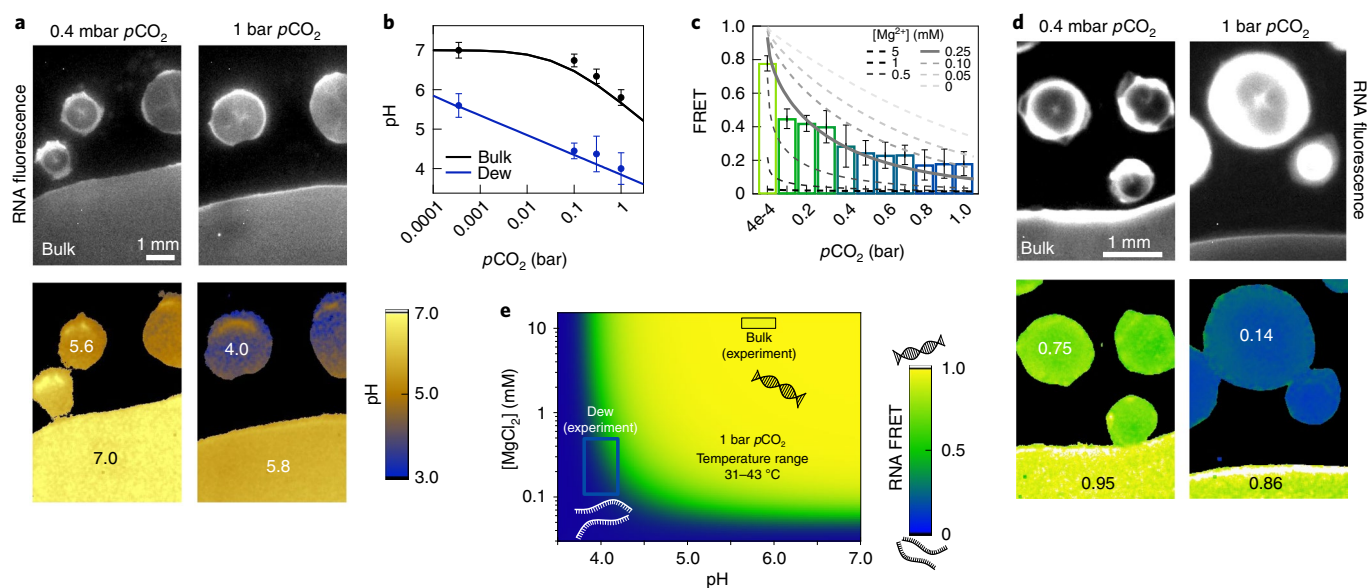 a
0.4 mbar pCO₂
1 bar pCO₂
RNA fluorescence
Bulk
1 mm
5.6
7.0
4.0
5.8
7.0
5.0
3.0
pH
b
pH
7
6
5
4
Bulk
Dew
0.0001
0.001
0.01
0.1
1
pCO₂ (bar)
c
FRET
1.0
0.8
0.6
0.4
0.2
0
[Mg²⁺] (mM)
5
1
0.5
0.25
0.10
0.05
0
4e-4
0.2
0.4
0.6
0.8
1.0
pCO₂ (bar)
d
0.4 mbar pCO₂
1 bar pCO₂
RNA fluorescence
Bulk
1 mm
0.75
0.95
0.14
0.86
e
[MgCl₂] (mM)
10
1
0.1
Bulk
(experiment)
Dew
(experiment)
1 bar pCO₂
Temperature range
31–43 °C
4.0
5.0
6.0
7.0
pH
RNA FRET
1.0
0.5
0